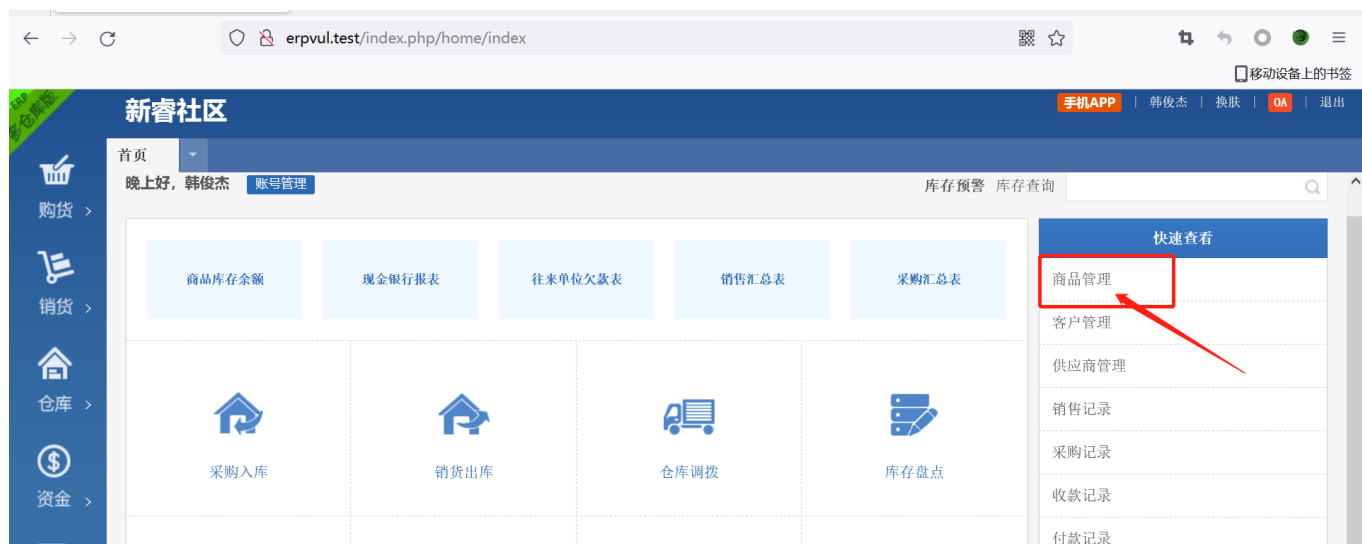 erpvul.test/index.php/home/index
移动设备上的书签
ERP
多仓库版
新睿社区
手机APP | 韩俊杰 | 换肤 | OA | 退出
首页
晚上好，韩俊杰 账号管理
库存预警 库存查询
购货 >
销货 >
仓库 >
资金 >
商品库存余额 现金银行报表 往来单位欠款表 销售汇总表 采购汇总表
采购入库 销货出库 仓库调拨 库存盘点
快速查看
商品管理
客户管理
供应商管理
销售记录
采购记录
收款记录
付款记录